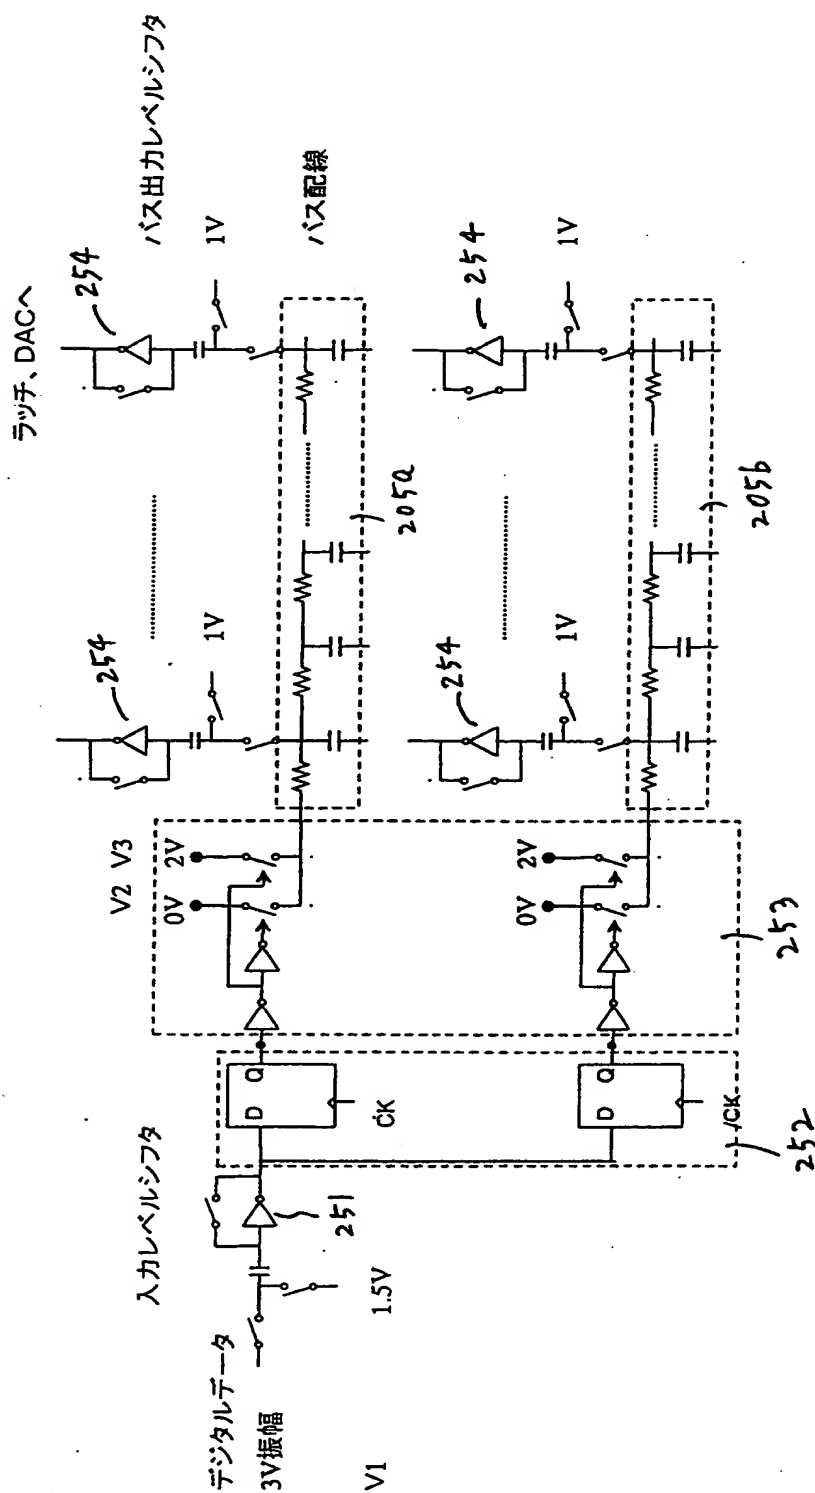 ラッチ、DACへ
バス出力レベルシフタ
254
254
1V
1V
バス配線
205a
V2 V3
0V 2V
入力レベルシフタ
デジタルデータ
3V振幅
V1
1.5V
251
D Q
CK
254
254
1V
1V
205b
0V 2V
D Q
/CK
252
253